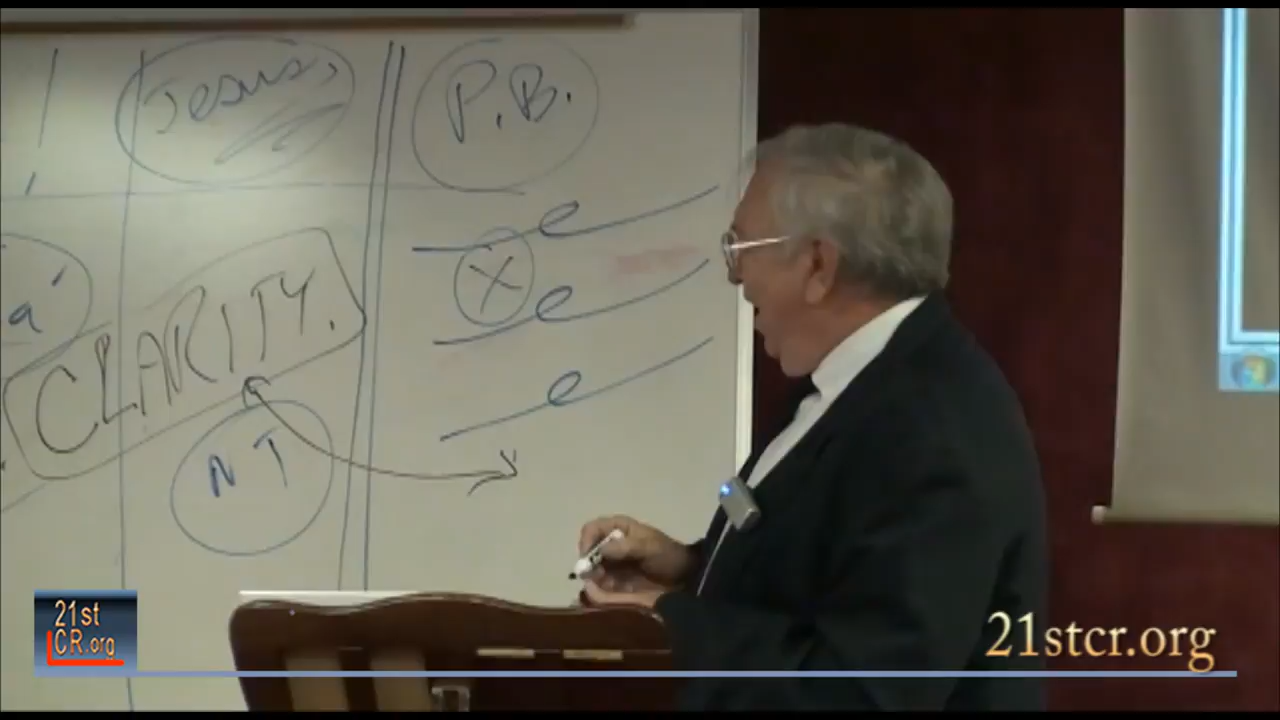 Jesus,
P.B.
X
a'
CLARITY.
NT
21st
CR.org
21stcr.org